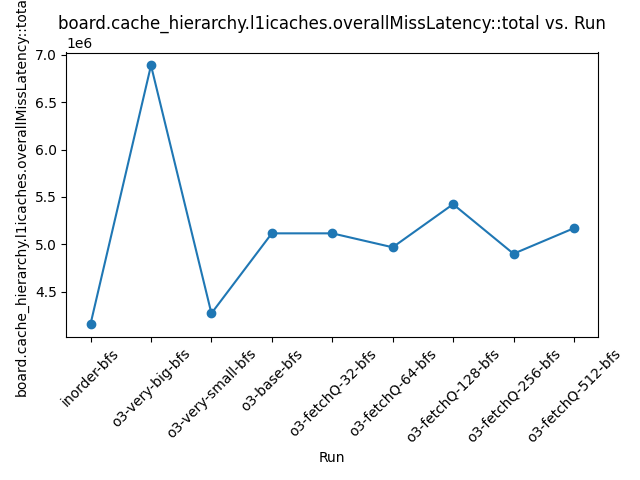 board.cache_hierarchy.l1icaches.overallMissLatency::total vs. Run
1e6
7.0
6.5
6.0
5.5
5.0
4.5
board.cache_hierarchy.l1icaches.overallMissLatency::total
inorder-bfs
o3-very-big-bfs
o3-very-small-bfs
o3-base-bfs
o3-fetchQ-32-bfs
o3-fetchQ-64-bfs
o3-fetchQ-128-bfs
o3-fetchQ-256-bfs
o3-fetchQ-512-bfs
Run